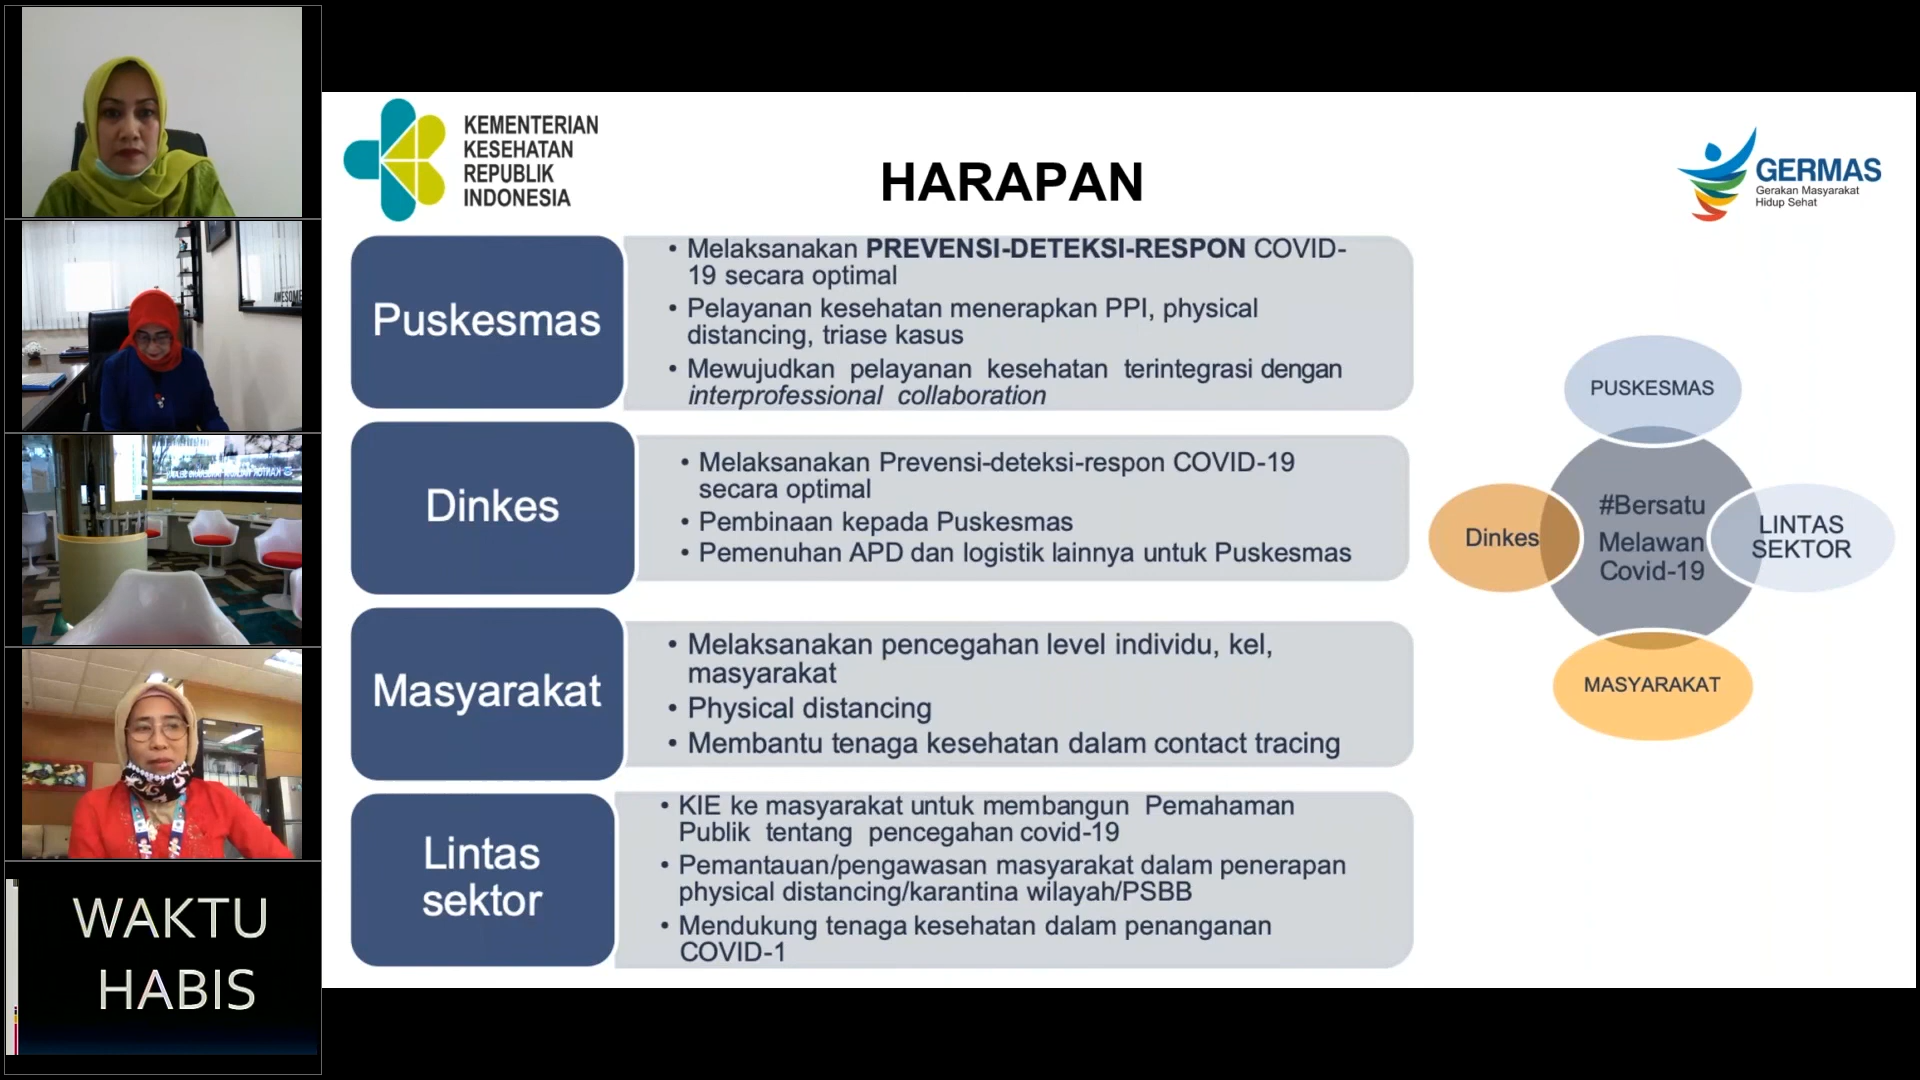 KEMENTERIAN
KESEHATAN
REPUBLIK
INDONESIA
HARAPAN
GERMAS
Gerakan Masyarakat
Hidup Sehat
Puskesmas
• Melaksanakan PREVENSI-DETEKSI-RESPON COVID-
19 secara optimal
• Pelayanan kesehatan menerapkan PPI, physical
distancing, triase kasus
• Mewujudkan pelayanan kesehatan terintegrasi dengan
interprofessional collaboration
Dinkes
• Melaksanakan Prevensi-deteksi-respon COVID-19
secara optimal
• Pembinaan kepada Puskesmas
• Pemenuhan APD dan logistik lainnya untuk Puskesmas
Masyarakat
• Melaksanakan pencegahan level individu, kel,
masyarakat
• Physical distancing
• Membantu tenaga kesehatan dalam contact tracing
Lintas
sektor
• KIE ke masyarakat untuk membangun Pemahaman
Publik tentang pencegahan covid-19
• Pemantauan/pengawasan masyarakat dalam penerapan
physical distancing/karantina wilayah/PSBB
• Mendukung tenaga kesehatan dalam penanganan
COVID-1
PUSKESMAS
Dinkes
#Bersatu
Melawan
Covid-19
LINTAS
SEKTOR
MASYARAKAT
AWESOME
WAKTU
HABIS